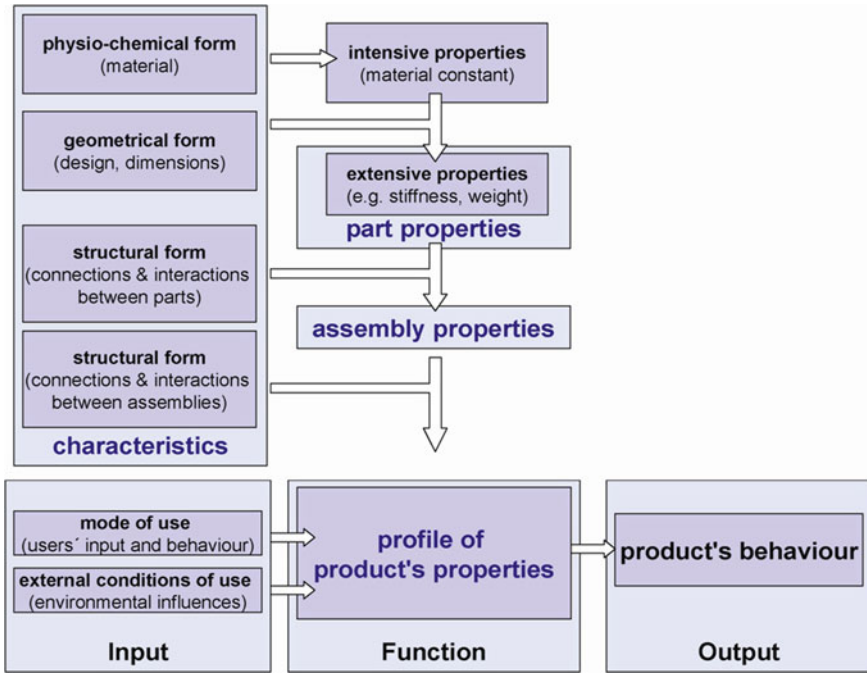 physio-chemical form
(material)
intensive properties
(material constant)
geometrical form
(design, dimensions)
extensive properties
(e.g. stiffness, weight)
part properties
structural form
(connections & interactions
between parts)
assembly properties
structural form
(connections & interactions
between assemblies)
characteristics
mode of use
(users´ input and behaviour)
external conditions of use
(environmental influences)
Input
profile of
product's properties
Function
product's behaviour
Output